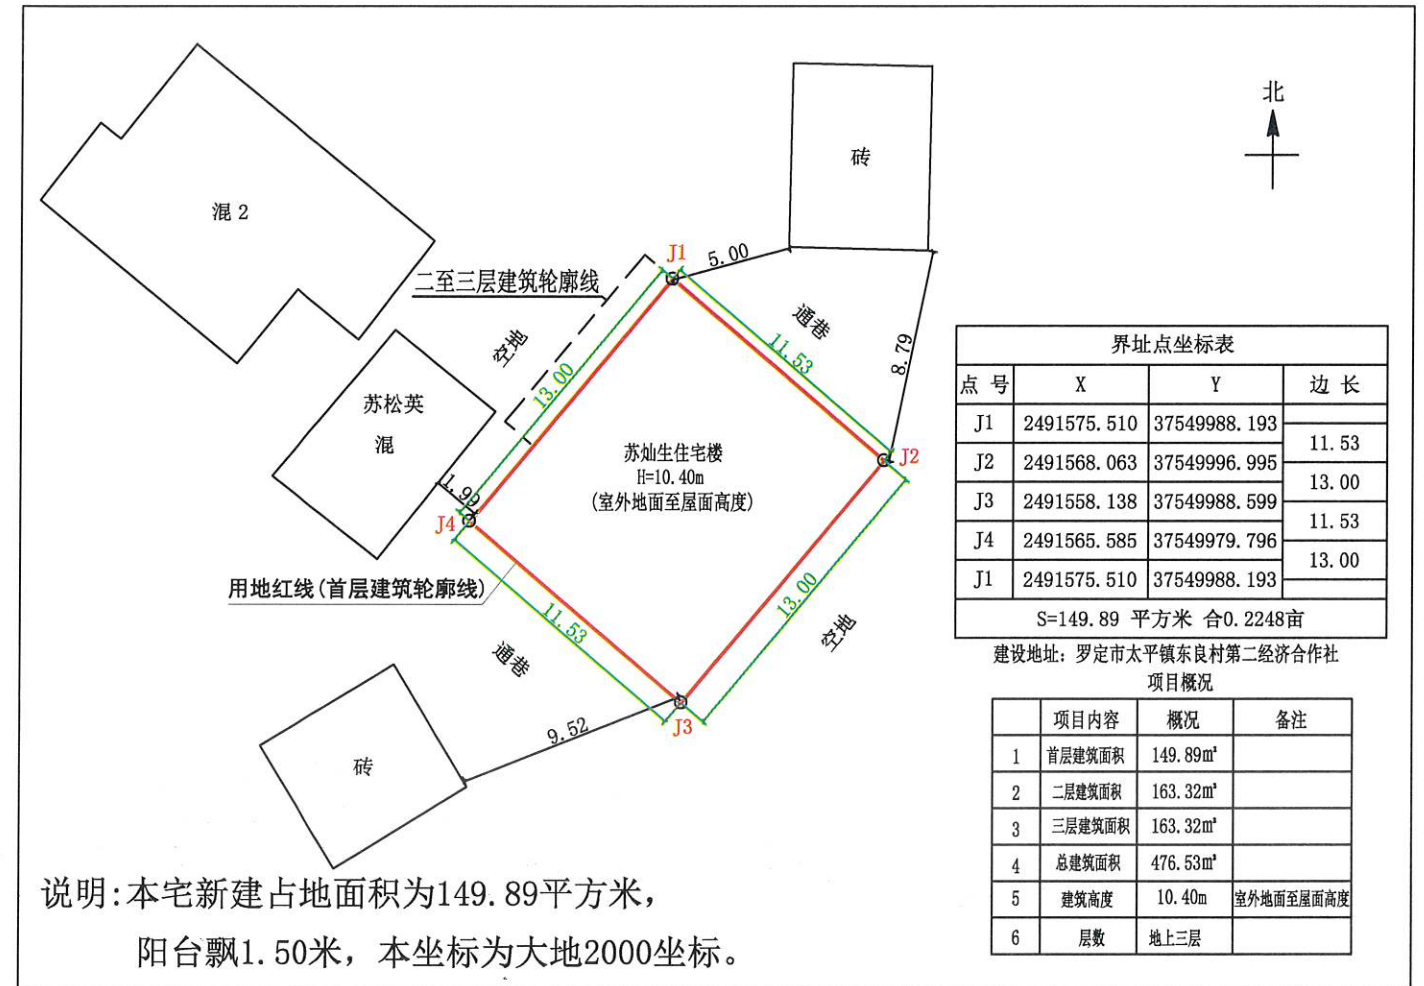 北
砖
混 2
J1
5.00
二至三层建筑轮廓线
通巷
11.53
空地
8.79
13.00
苏松英
混
苏灿生住宅楼
H=10.40m
(室外地面至屋面高度)
J2
1.99
J4
用地红线(首层建筑轮廓线)
13.00
11.53
空地
通巷
J3
9.52
砖
界址点坐标表
点 号 X Y 边 长
J1 2491575.510 37549988.193
11.53
J2 2491568.063 37549996.995
13.00
J3 2491558.138 37549988.599
11.53
J4 2491565.585 37549979.796
13.00
J1 2491575.510 37549988.193
S=149.89 平方米 合0.2248亩
建设地址：罗定市太平镇东良村第二经济合作社
项目概况
项目内容 概况 备注
1 首层建筑面积 149.89m²
2 二层建筑面积 163.32m²
3 三层建筑面积 163.32m²
4 总建筑面积 476.53m²
5 建筑高度 10.40m 室外地面至屋面高度
6 层数 地上三层
说明:本宅新建占地面积为149.89平方米，
阳台飘1.50米，本坐标为大地2000坐标。